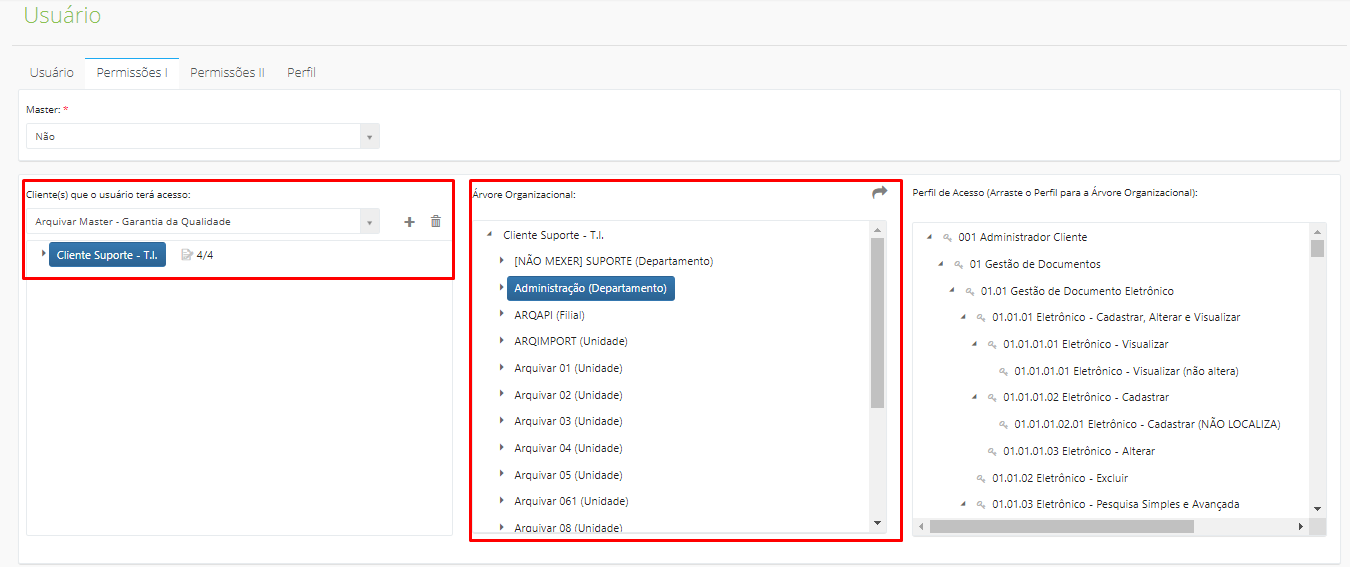 Usuário
Usuário Permissões I Permissões II Perfil
Master: *
Não
Cliente(s) que o usuário terá acesso:
Arquivar Master - Garantia da Qualidade
Cliente Suporte - T.I. 4/4
Árvore Organizacional:
Cliente Suporte - T.I.
[NÃO MEXER] SUPORTE (Departamento)
Administração (Departamento)
ARQAPI (Filial)
ARQIMPORT (Unidade)
Arquivar 01 (Unidade)
Arquivar 02 (Unidade)
Arquivar 03 (Unidade)
Arquivar 04 (Unidade)
Arquivar 05 (Unidade)
Arquivar 061 (Unidade)
Arquivar 08 (Unidade)
Perfil de Acesso (Arraste o Perfil para a Árvore Organizacional):
001 Administrador Cliente
01 Gestão de Documentos
01.01 Gestão de Documento Eletrônico
01.01.01 Eletrônico - Cadastrar, Alterar e Visualizar
01.01.01.01 Eletrônico - Visualizar
01.01.01.01 Eletrônico - Visualizar (não altera)
01.01.01.02 Eletrônico - Cadastrar
01.01.01.02.01 Eletrônico - Cadastrar (NÃO LOCALIZA)
01.01.01.03 Eletrônico - Alterar
01.01.02 Eletrônico - Excluir
01.01.03 Eletrônico - Pesquisa Simples e Avançada